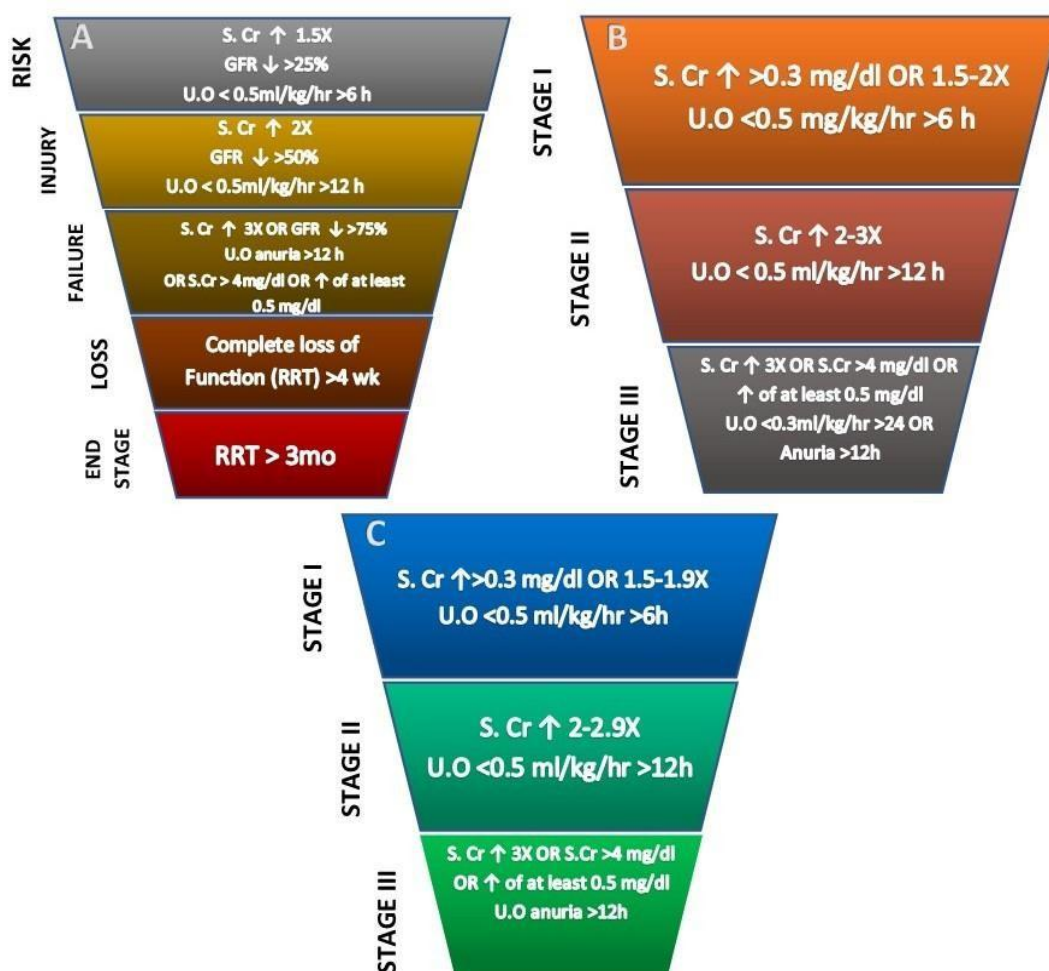 A
RISK
S. Cr ↑ 1.5X
GFR ↓ >25%
U.O < 0.5ml/kg/hr >6 h
INJURY
S. Cr ↑ 2X
GFR ↓ >50%
U.O < 0.5ml/kg/hr >12 h
FAILURE
S. Cr ↑ 3X OR GFR ↓ >75%
U.O anuria >12 h
OR S.Cr > 4mg/dl OR ↑ of at least
0.5 mg/dl
LOSS
Complete loss of
Function (RRT) >4 wk
END
STAGE
RRT > 3mo
B
STAGE I
S. Cr ↑ >0.3 mg/dl OR 1.5-2X
U.O <0.5 mg/kg/hr >6 h
STAGE II
S. Cr ↑ 2-3X
U.O < 0.5 ml/kg/hr >12 h
STAGE III
S. Cr ↑ 3X OR S.Cr >4 mg/dl OR
↑ of at least 0.5 mg/dl
U.O <0.3ml/kg/hr >24 OR
Anuria >12h
C
STAGE I
S. Cr ↑>0.3 mg/dl OR 1.5-1.9X
U.O <0.5 ml/kg/hr >6h
STAGE II
S. Cr ↑ 2-2.9X
U.O <0.5 ml/kg/hr >12h
STAGE III
S. Cr ↑ 3X OR S.Cr >4 mg/dl
OR ↑ of at least 0.5 mg/dl
U.O anuria >12h